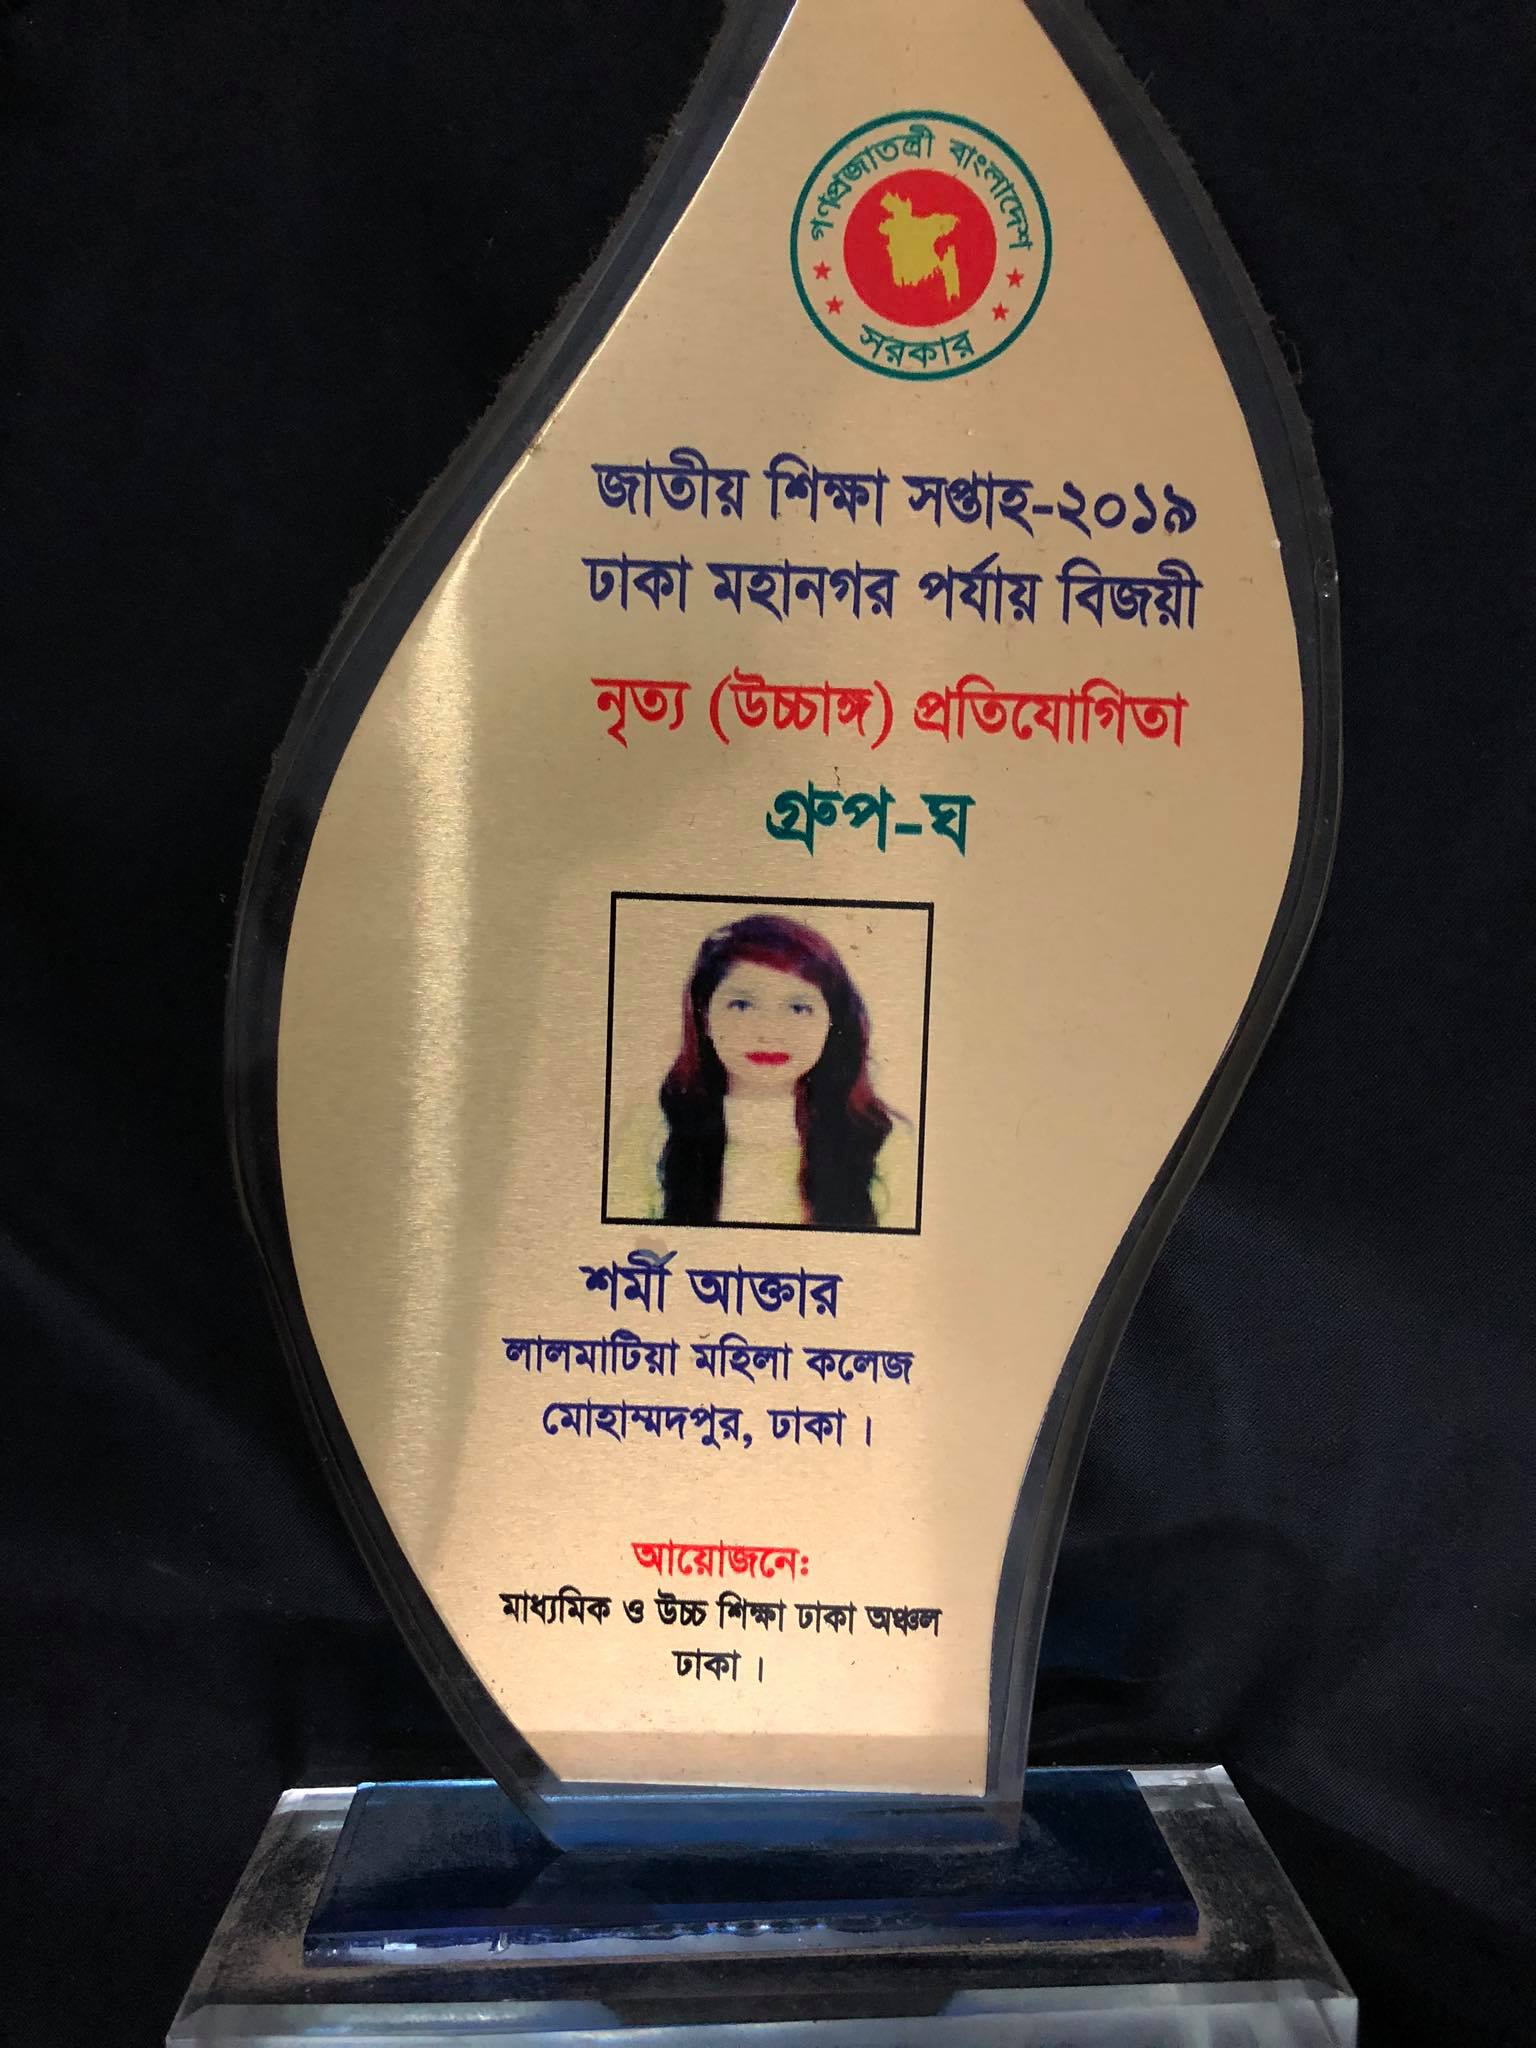 গণপ্রজাতন্ত্রী বাংলাদেশ
সরকার
জাতীয় শিক্ষা সপ্তাহ-২০১৯
ঢাকা মহানগর পর্যায় বিজয়ী
নৃত্য (উচ্চাঙ্গ) প্রতিযোগিতা
গ্রুপ-ঘ
শর্মী আক্তার
লালমাটিয়া মহিলা কলেজ
মোহাম্মদপুর, ঢাকা ।
আয়োজনে:
মাধ্যমিক ও উচ্চ শিক্ষা ঢাকা অঞ্চল
ঢাকা ।